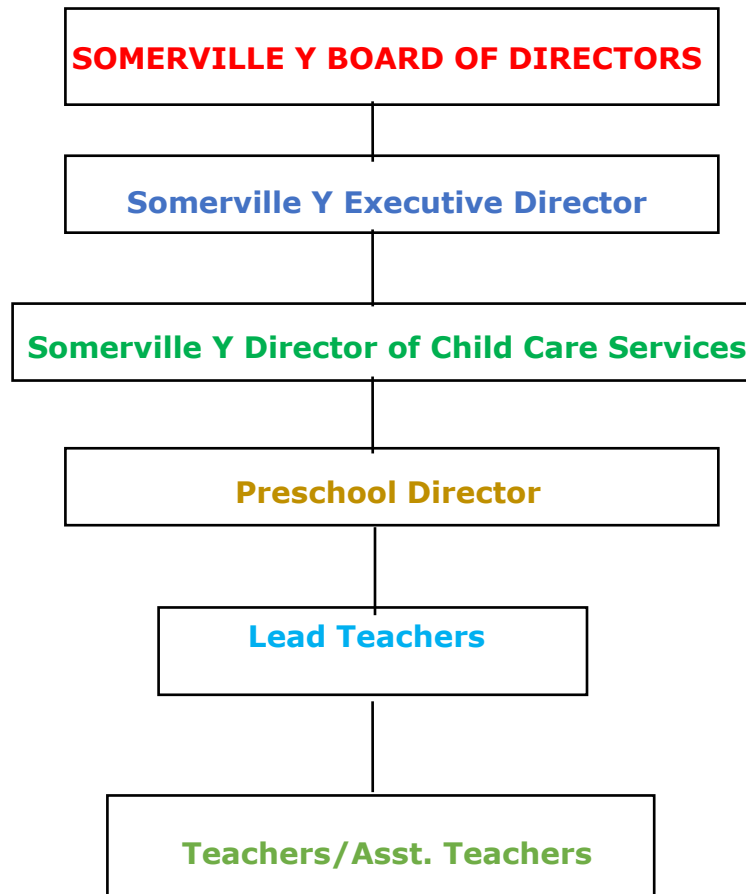 SOMERVILLE Y BOARD OF DIRECTORS
Somerville Y Executive Director
Somerville Y Director of Child Care Services
Preschool Director
Lead Teachers
Teachers/Asst. Teachers